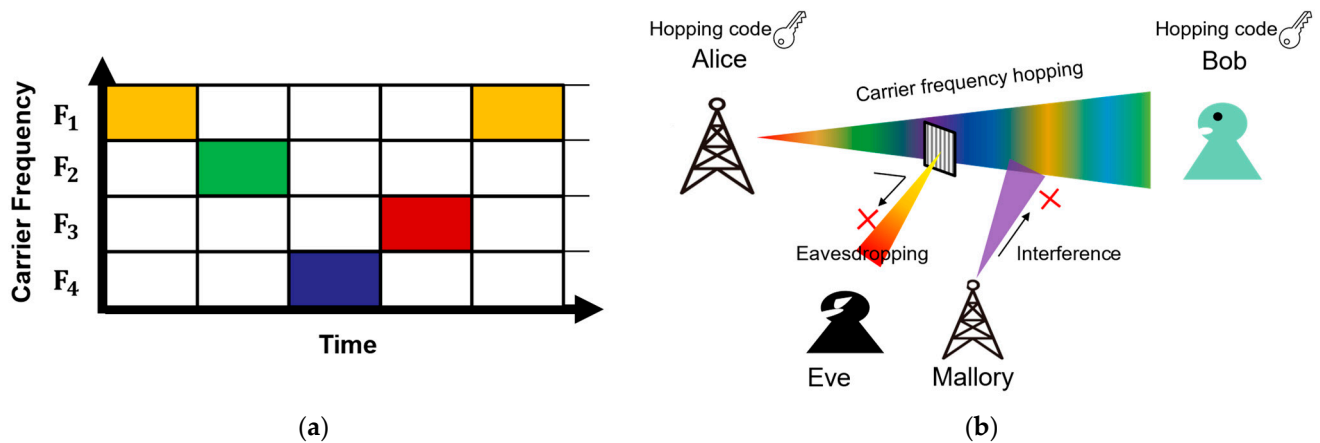 Carrier Frequency
F1
F2
F3
F4
Time
(a)
Hopping code
Alice
Hopping code
Bob
Carrier frequency hopping
Eavesdropping
Interference
Eve
Mallory
(b)